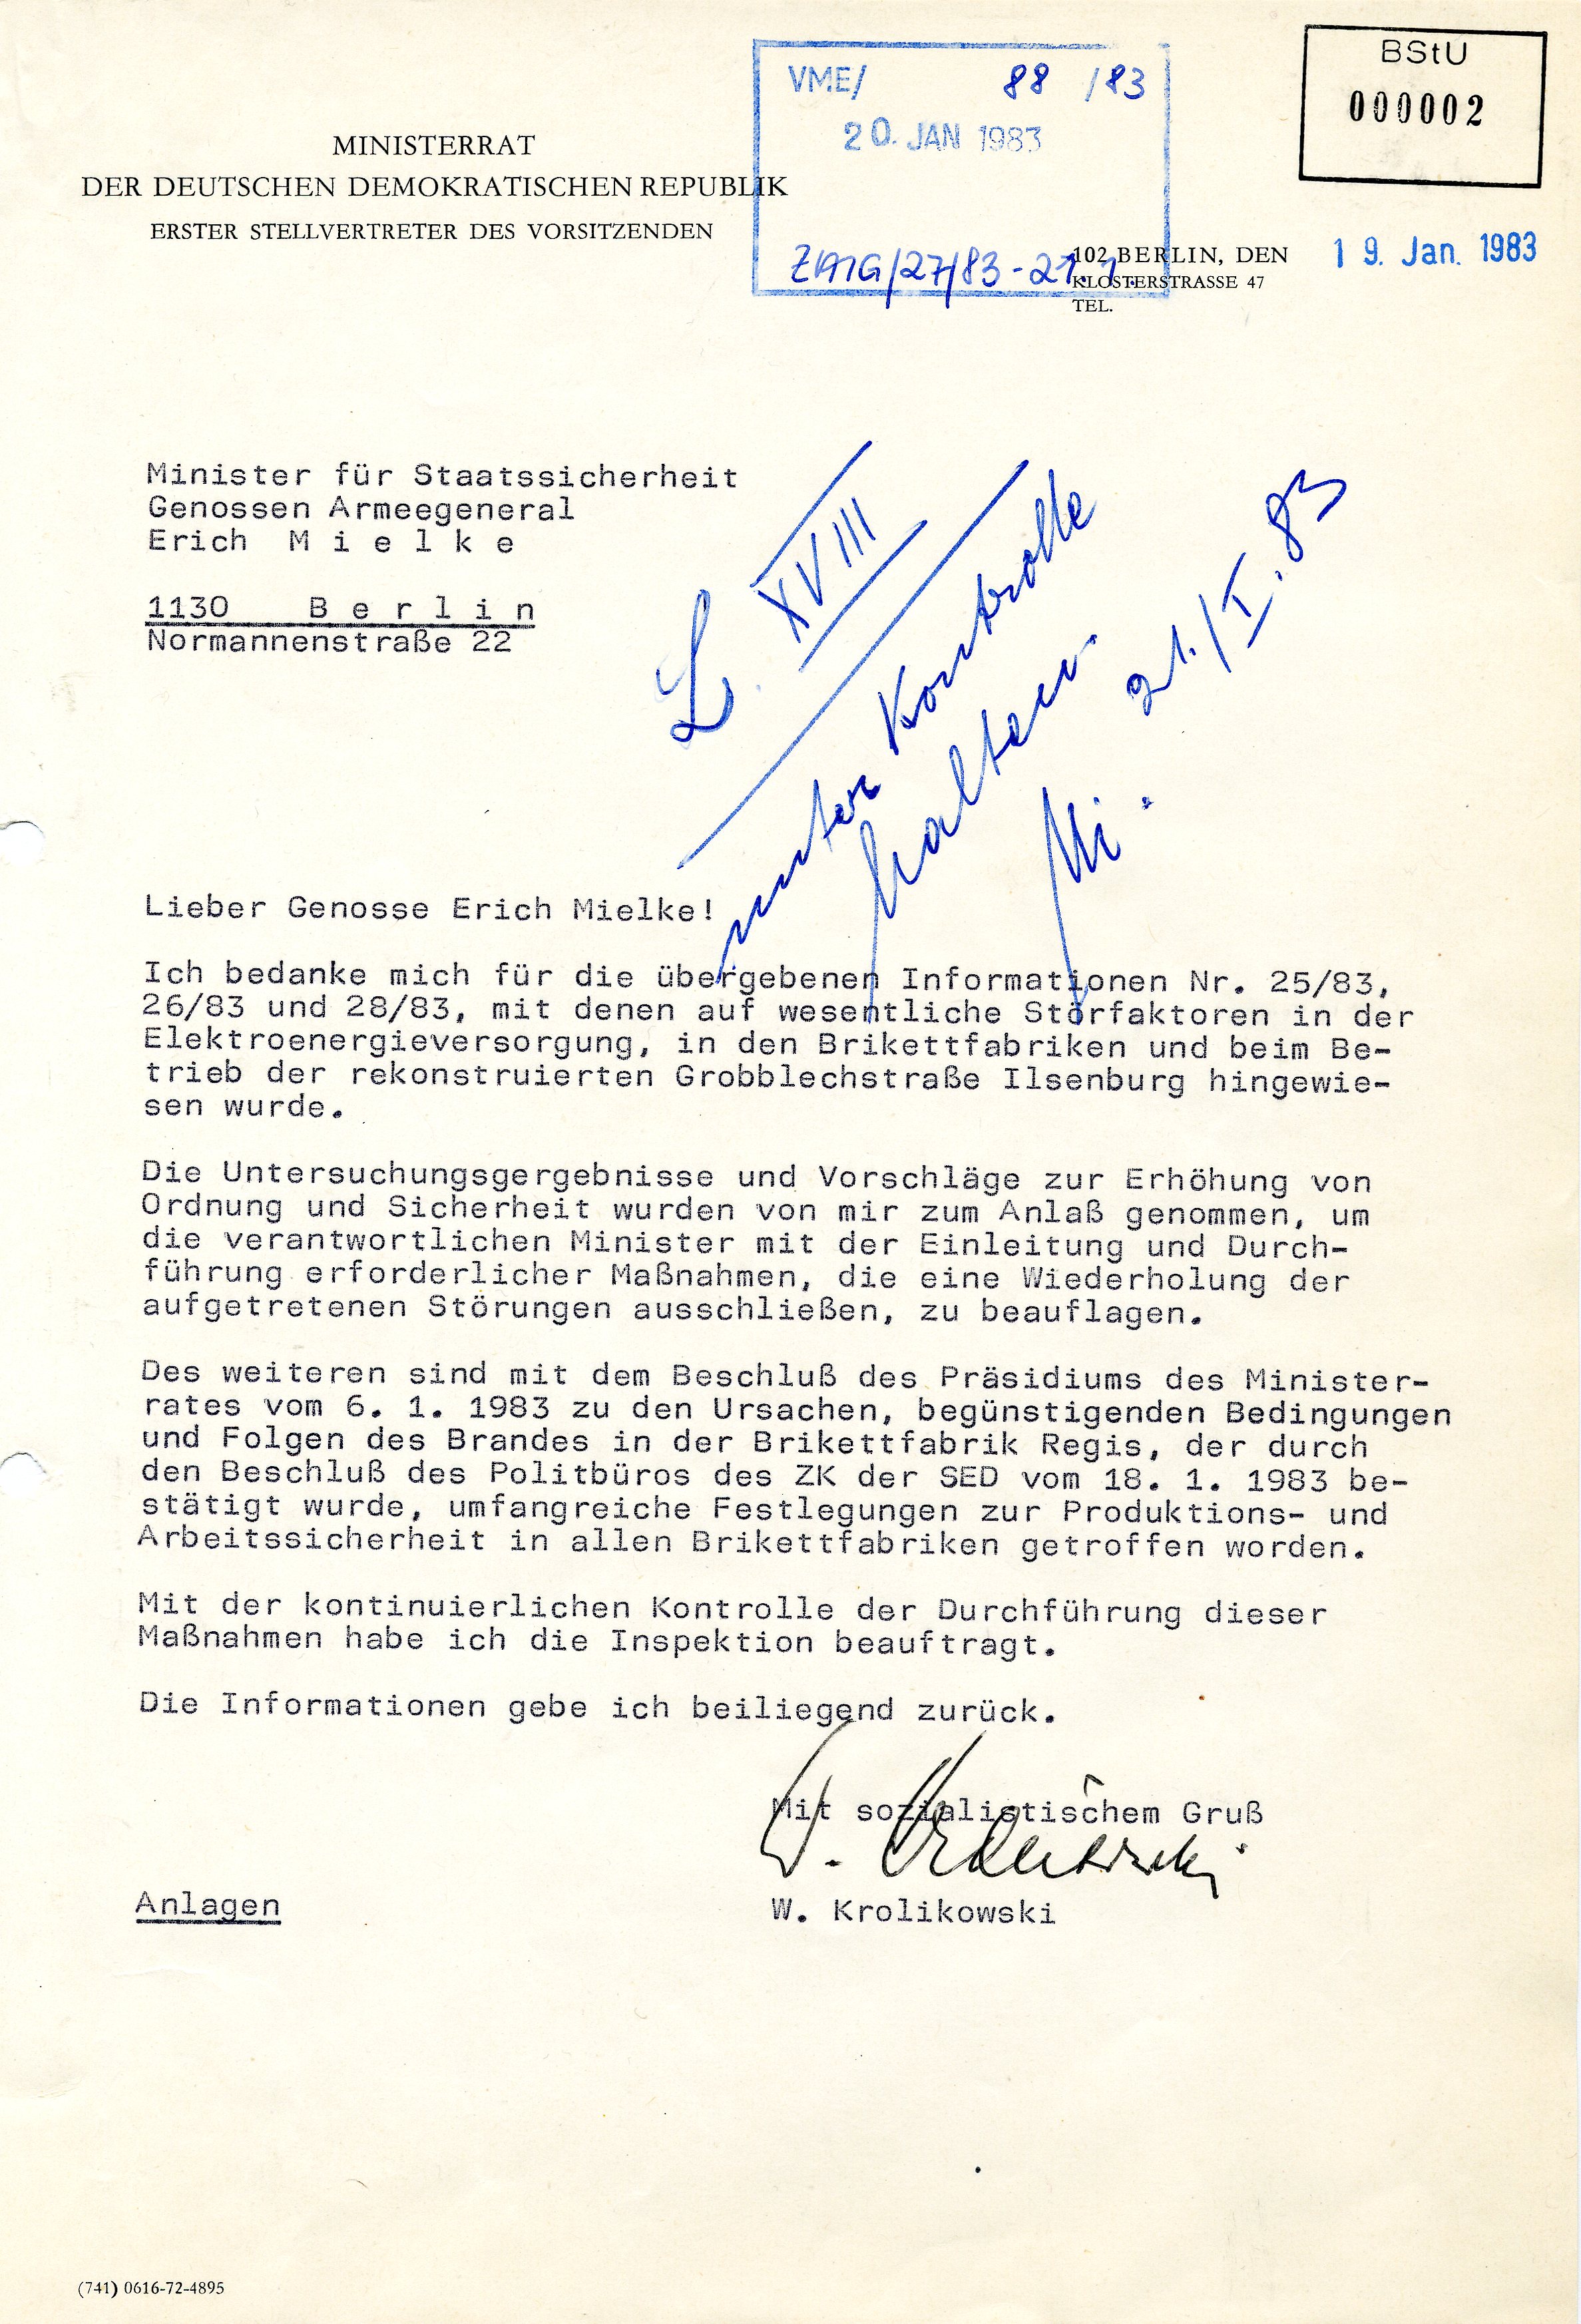 BStU
000002
VME/ 88 /83
20. JAN 1983
ZAIG/27/83-21.1.
MINISTERRAT
DER DEUTSCHEN DEMOKRATISCHEN REPUBLIK
ERSTER STELLVERTRETER DES VORSITZENDEN
102 BERLIN, DEN 19. Jan. 1983
KLOSTERSTRASSE 47
TEL.
Minister für Staatssicherheit
Genossen Armeegeneral
Erich M i e l k e
1130 B e r l i n
Normannenstraße 22
L. XVIII
unter Kontrolle
halten.
Mi. 21./I.83
Lieber Genosse Erich Mielke!
Ich bedanke mich für die übergebenen Informationen Nr. 25/83,
26/83 und 28/83, mit denen auf wesentliche Störfaktoren in der
Elektroenergieversorgung, in den Brikettfabriken und beim Be-
trieb der rekonstruierten Grobblechstraße Ilsenburg hingewie-
sen wurde.
Die Untersuchungsgergebnisse und Vorschläge zur Erhöhung von
Ordnung und Sicherheit wurden von mir zum Anlaß genommen, um
die verantwortlichen Minister mit der Einleitung und Durch-
führung erforderlicher Maßnahmen, die eine Wiederholung der
aufgetretenen Störungen ausschließen, zu beauflagen.
Des weiteren sind mit dem Beschluß des Präsidiums des Minister-
rates vom 6. 1. 1983 zu den Ursachen, begünstigenden Bedingungen
und Folgen des Brandes in der Brikettfabrik Regis, der durch
den Beschluß des Politbüros des ZK der SED vom 18. 1. 1983 be-
stätigt wurde, umfangreiche Festlegungen zur Produktions- und
Arbeitssicherheit in allen Brikettfabriken getroffen worden.
Mit der kontinuierlichen Kontrolle der Durchführung dieser
Maßnahmen habe ich die Inspektion beauftragt.
Die Informationen gebe ich beiliegend zurück.
Mit sozialistischem Gruß
W. Krolikowski
Anlagen
W. Krolikowski
(741) 0616-72-4895